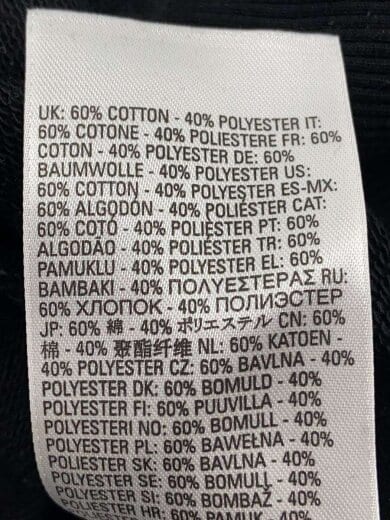 UK: 60% COTTON - 40% POLYESTER IT:
60% COTONE - 40% POLIESTERE FR: 60%
COTON - 40% POLYESTER DE: 60%
BAUMWOLLE - 40% POLYESTER US:
60% COTTON - 40% POLYESTER ES-MX:
60% ALGODÓN - 40% POLIÉSTER CAT:
60% COTÓ - 40% POLIÈSTER PT: 60%
ALGODÃO - 40% POLIÉSTER TR: 60%
PAMUKLU - 40% POLYESTER EL: 60%
BAMBAKI - 40% ΠΟΛΥΕΣΤΕΡΑΣ RU:
60% ХЛОПОК - 40% ПОЛИЭСТЕР
JP: 60% 綿 - 40% ポリエステル CN: 60%
棉 - 40% 聚酯纤维 NL: 60% KATOEN -
40% POLYESTER CZ: 60% BAVLNA - 40%
POLYESTER DK: 60% BOMULD - 40%
POLYESTER FI: 60% PUUVILLA - 40%
POLYESTERI NO: 60% BOMULL - 40%
POLYESTER PL: 60% BAWEŁNA - 40%
POLIESTER SK: 60% BAVLNA - 40%
POLYESTER SE: 60% BOMULL - 40%
POLYESTER SI: 60% BOMBAŽ - 40%
POLIESTER HR: 60% PAMUK - 40%